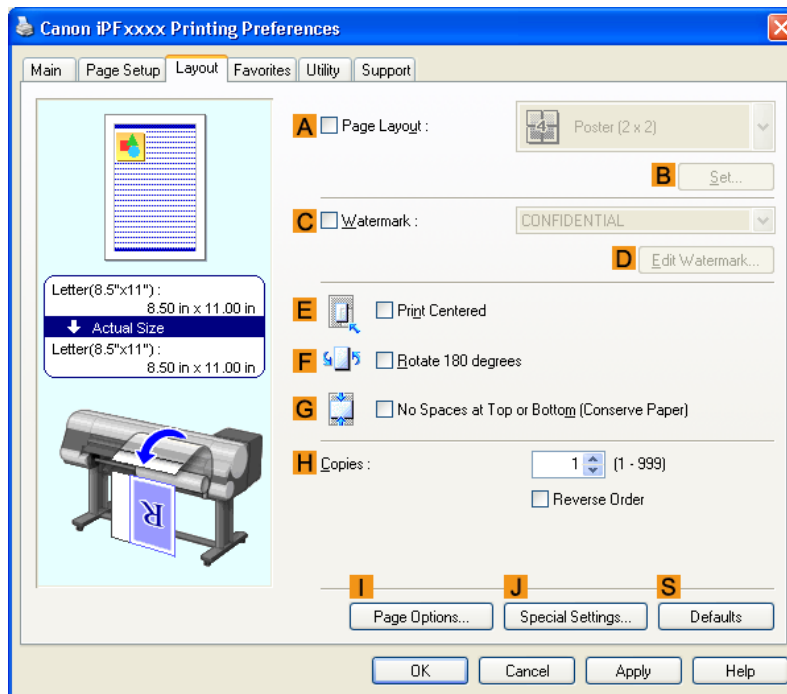 Canon iPFxxxx Printing Preferences
Main Page Setup Layout Favorites Utility Support
A Page Layout : 4 Poster (2 x 2)
B Set...
C Watermark : CONFIDENTIAL
D Edit Watermark...
Letter(8.5"x11") :
8.50 in x 11.00 in
Actual Size
Letter(8.5"x11") :
8.50 in x 11.00 in
E Print Centered
F Rotate 180 degrees
G No Spaces at Top or Bottom (Conserve Paper)
H Copies : 1 (1 - 999)
Reverse Order
R
I J S
Page Options... Special Settings... Defaults
OK Cancel Apply Help